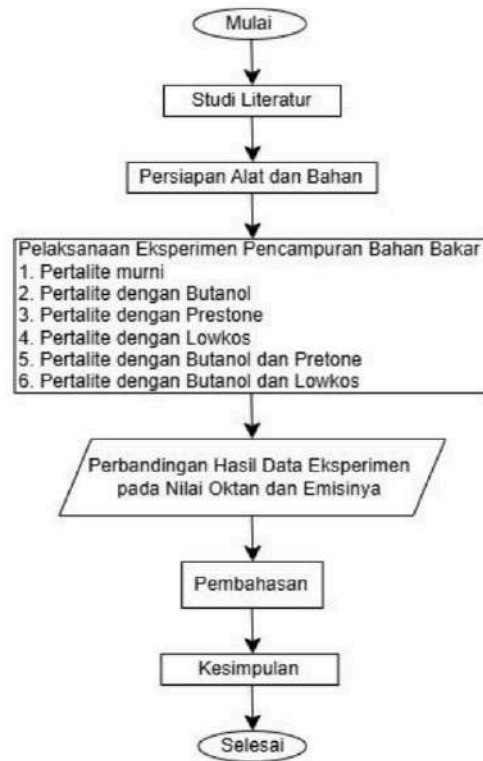 Mulai
Studi Literatur
Persiapan Alat dan Bahan
Pelaksanaan Eksperimen Pencampuran Bahan Bakar
1. Pertalite murni
2. Pertalite dengan Butanol
3. Pertalite dengan Prestone
4. Pertalite dengan Lowkos
5. Pertalite dengan Butanol dan Pretone
6. Pertalite dengan Butanol dan Lowkos
Perbandingan Hasil Data Eksperimen
pada Nilai Oktan dan Emisinya
Pembahasan
Kesimpulan
Selesai